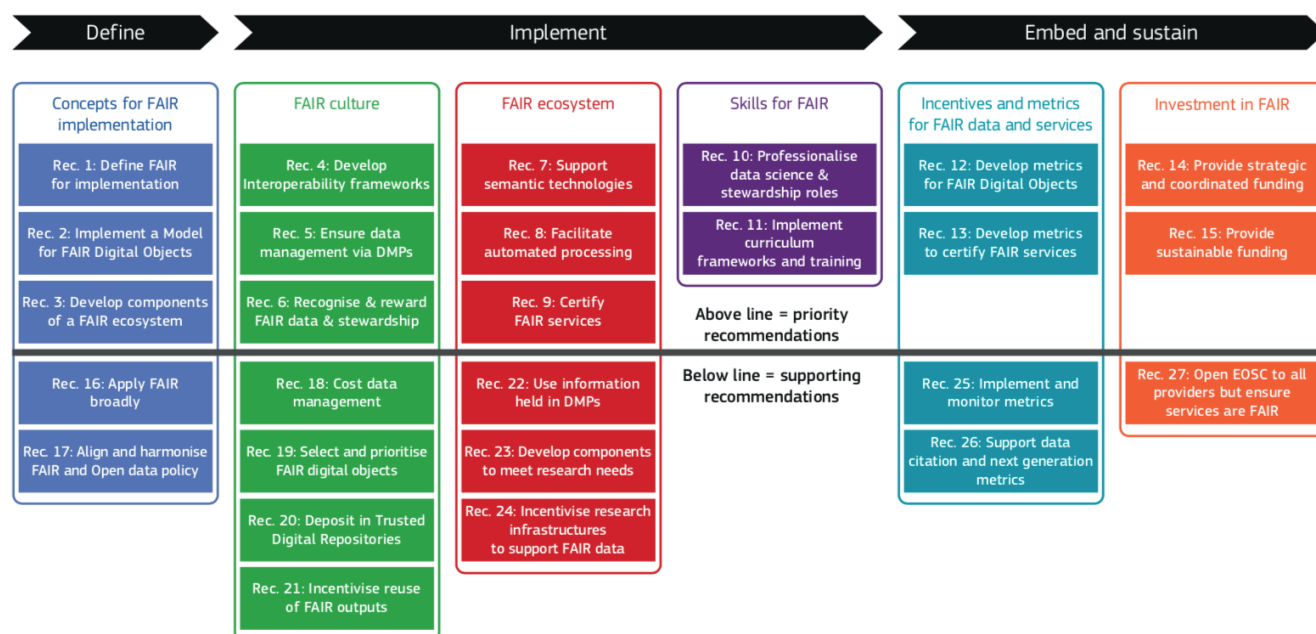 Define
Implement
Embed and sustain
Concepts for FAIR
implementation
Rec. 1: Define FAIR
for implementation
Rec. 2: Implement a Model
for FAIR Digital Objects
Rec. 3: Develop components
of a FAIR ecosystem
Rec. 16: Apply FAIR
broadly
Rec. 17: Align and harmonise
FAIR and Open data policy
FAIR culture
Rec. 4: Develop
Interoperability frameworks
Rec. 5: Ensure data
management via DMPs
Rec. 6: Recognise & reward
FAIR data & stewardship
Rec. 18: Cost data
management
Rec. 19: Select and prioritise
FAIR digital objects
Rec. 20: Deposit in Trusted
Digital Repositories
Rec. 21: Incentivise reuse
of FAIR outputs
FAIR ecosystem
Rec. 7: Support
semantic technologies
Rec. 8: Facilitate
automated processing
Rec. 9: Certify
FAIR services
Rec. 22: Use information
held in DMPs
Rec. 23: Develop components
to meet research needs
Rec. 24: Incentivise research
infrastructures
to support FAIR data
Skills for FAIR
Rec. 10: Professionalise
data science &
stewardship roles
Rec. 11: Implement
curriculum
frameworks and training
Above line = priority
recommendations
Below line = supporting
recommendations
Incentives and metrics
for FAIR data and services
Rec. 12: Develop metrics
for FAIR Digital Objects
Rec. 13: Develop metrics
to certify FAIR services
Rec. 25: Implement and
monitor metrics
Rec. 26: Support data
citation and next generation
metrics
Investment in FAIR
Rec. 14: Provide strategic
and coordinated funding
Rec. 15: Provide
sustainable funding
Rec. 27: Open EOSC to all
providers but ensure
services are FAIR